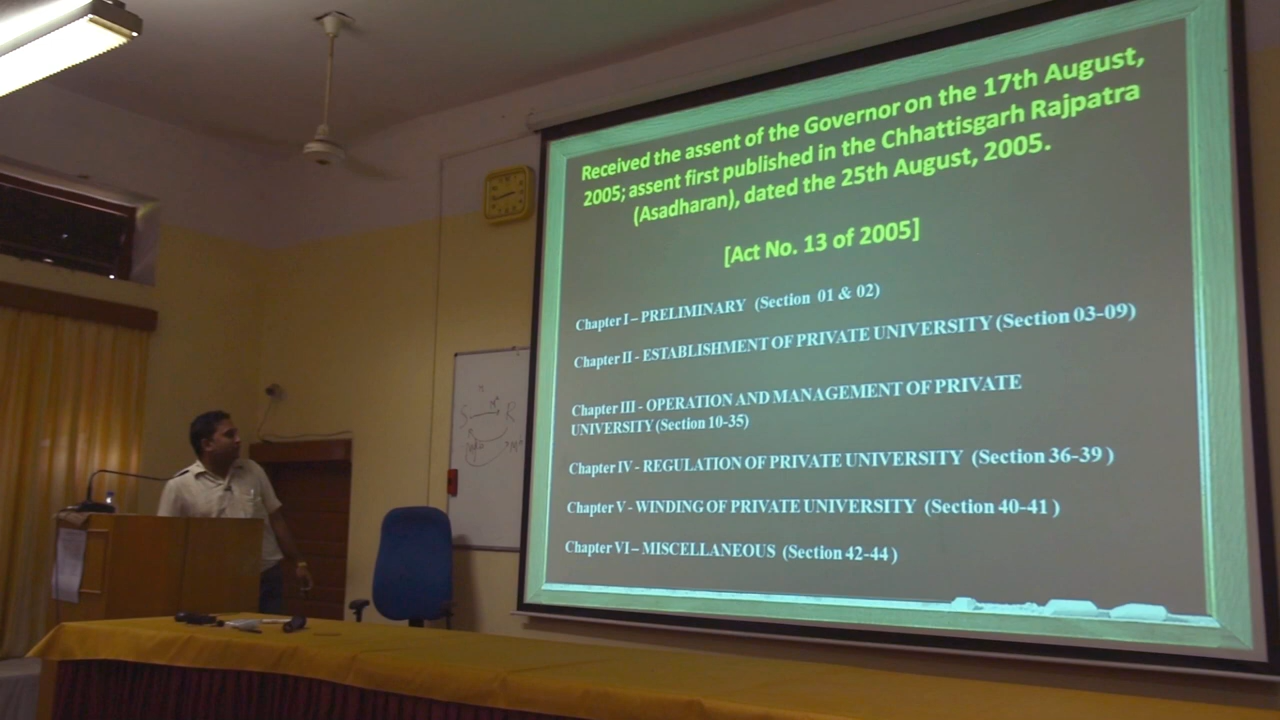 Received the assent of the Governor on the 17th August,
2005; assent first published in the Chhattisgarh Rajpatra
(Asadharan), dated the 25th August, 2005.
[Act No. 13 of 2005]
Chapter I – PRELIMINARY (Section 01 & 02)
Chapter II - ESTABLISHMENT OF PRIVATE UNIVERSITY (Section 03-09)
Chapter III - OPERATION AND MANAGEMENT OF PRIVATE
UNIVERSITY (Section 10-35)
Chapter IV - REGULATION OF PRIVATE UNIVERSITY (Section 36-39 )
Chapter V - WINDING OF PRIVATE UNIVERSITY (Section 40-41 )
Chapter VI – MISCELLANEOUS (Section 42-44 )
S R